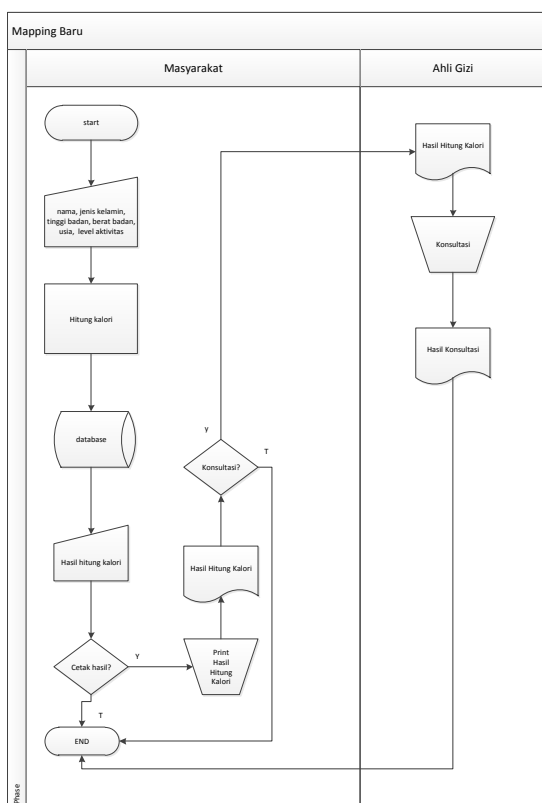 Mapping Baru
Masyarakat
Ahli Gizi
Phase
start
nama, jenis kelamin,
tinggi badan, berat badan,
usia, level aktivitas
Hitung kalori
database
Hasil hitung kalori
Cetak hasil?
Y
T
END
Print
Hasil
Hitung
Kalori
Hasil Hitung Kalori
Konsultasi?
y
T
Hasil Hitung Kalori
Konsultasi
Hasil Konsultasi